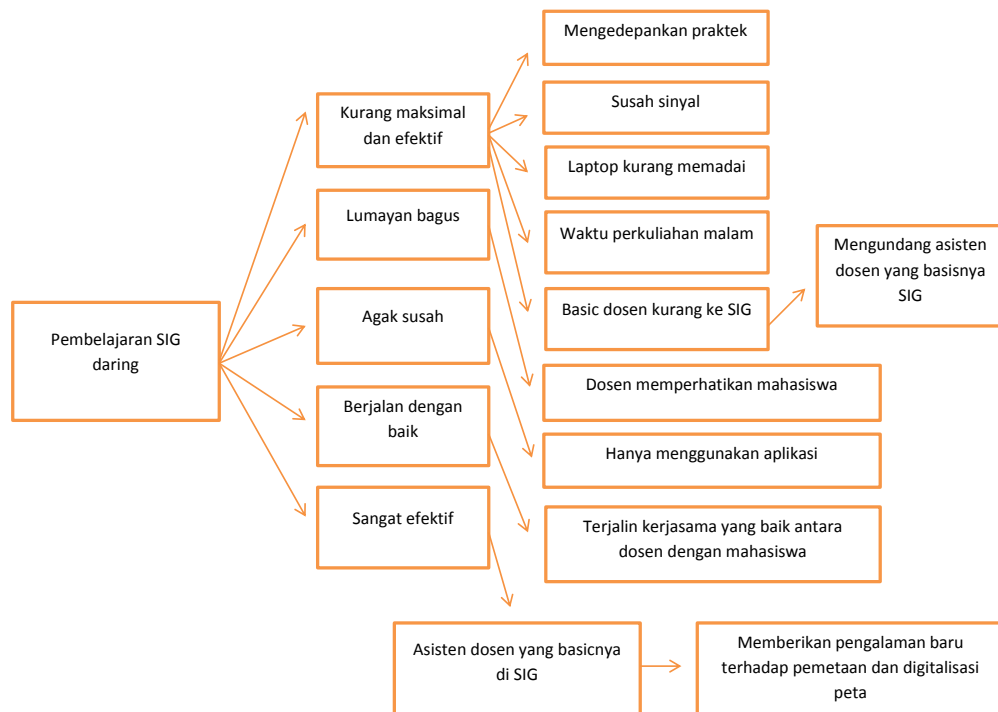 Mengedepankan praktek
Kurang maksimal
dan efektif
Susah sinyal
Laptop kurang memadai
Lumayan bagus
Waktu perkuliahan malam
Mengundang asisten
dosen yang basisnya
SIG
Basic dosen kurang ke SIG
Agak susah
Pembelajaran SIG
daring
Dosen memperhatikan mahasiswa
Berjalan dengan
baik
Hanya menggunakan aplikasi
Sangat efektif
Terjalin kerjasama yang baik antara
dosen dengan mahasiswa
Asisten dosen yang basicnya
di SIG
Memberikan pengalaman baru
terhadap pemetaan dan digitalisasi
peta